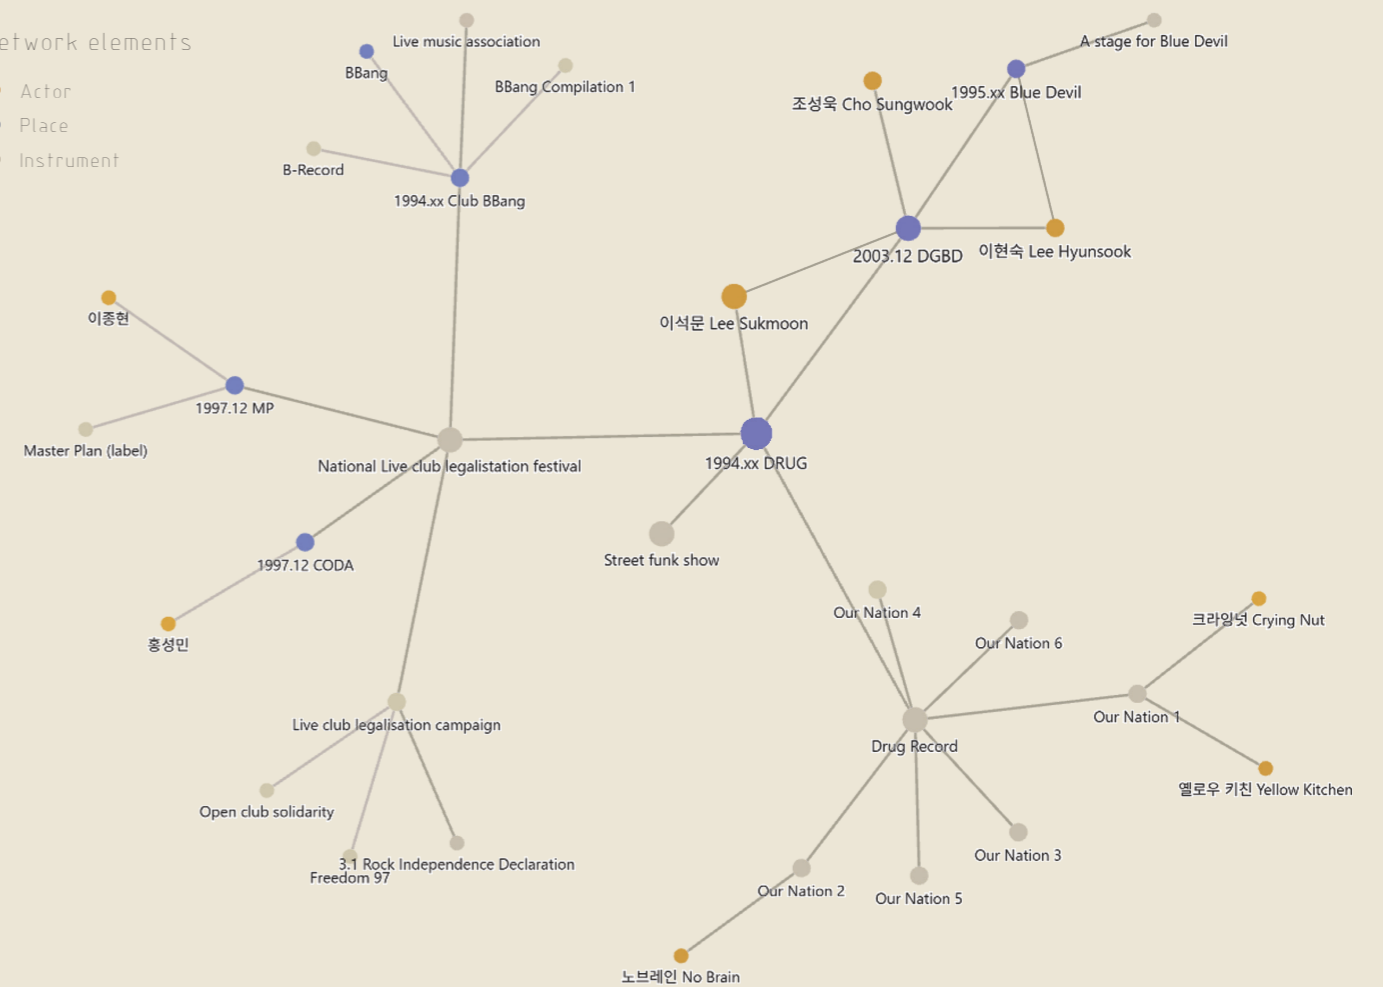 etwork elements
Actor
Place
Instrument
Live music association
BBang
BBang Compilation 1
B-Record
1994.xx Club BBang
A stage for Blue Devil
1995.xx Blue Devil
조성욱 Cho Sungwook
2003.12 DGBD
이현숙 Lee Hyunsook
이종현
이석문 Lee Sukmoon
1997.12 MP
Master Plan (label)
National Live club legalistation festival
1994.xx DRUG
1997.12 CODA
Street funk show
홍성민
Our Nation 4
Our Nation 6
크라잉넛 Crying Nut
Live club legalisation campaign
Our Nation 1
Drug Record
옐로우 키친 Yellow Kitchen
Open club solidarity
3.1 Rock Independence Declaration
Freedom 97
Our Nation 3
Our Nation 2
Our Nation 5
노브레인 No Brain